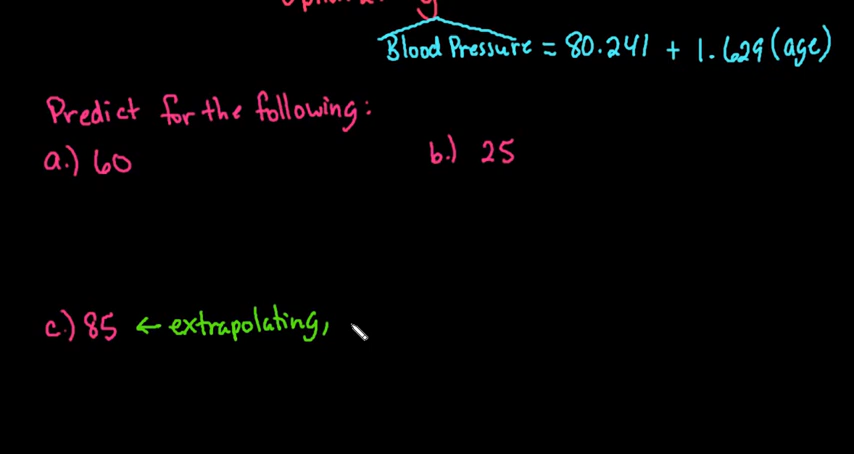 Blood Pressure = 80.241 + 1.629 (age)
Predict for the following:
a.) 60
b.) 25
c.) 85 ← extrapolating,